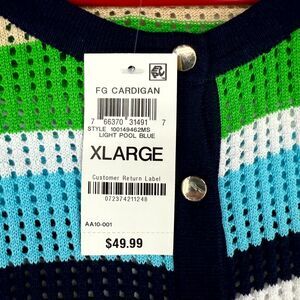 FG CARDIGAN
7 66370 31491 7
STYLE 100149462MS
LIGHT POOL BLUE
XLARGE
Customer Return Label
072374211248
AA10-001
$49.99